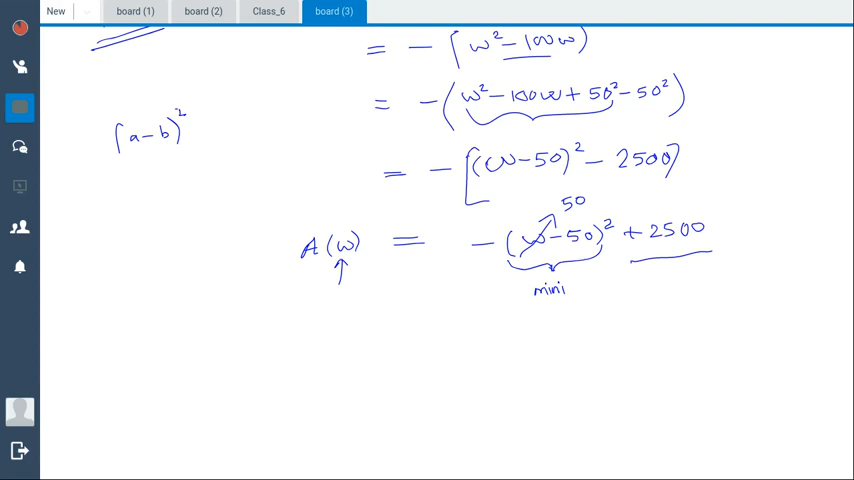 New board (1) board (2) Class_6 board (3)
= - [w² - 100w)
= - (w² - 100w + 50² - 50²)
[a-b)²
= - [(w-50)² - 2500]
50
A(w) = - (w-50)² + 2500
mini